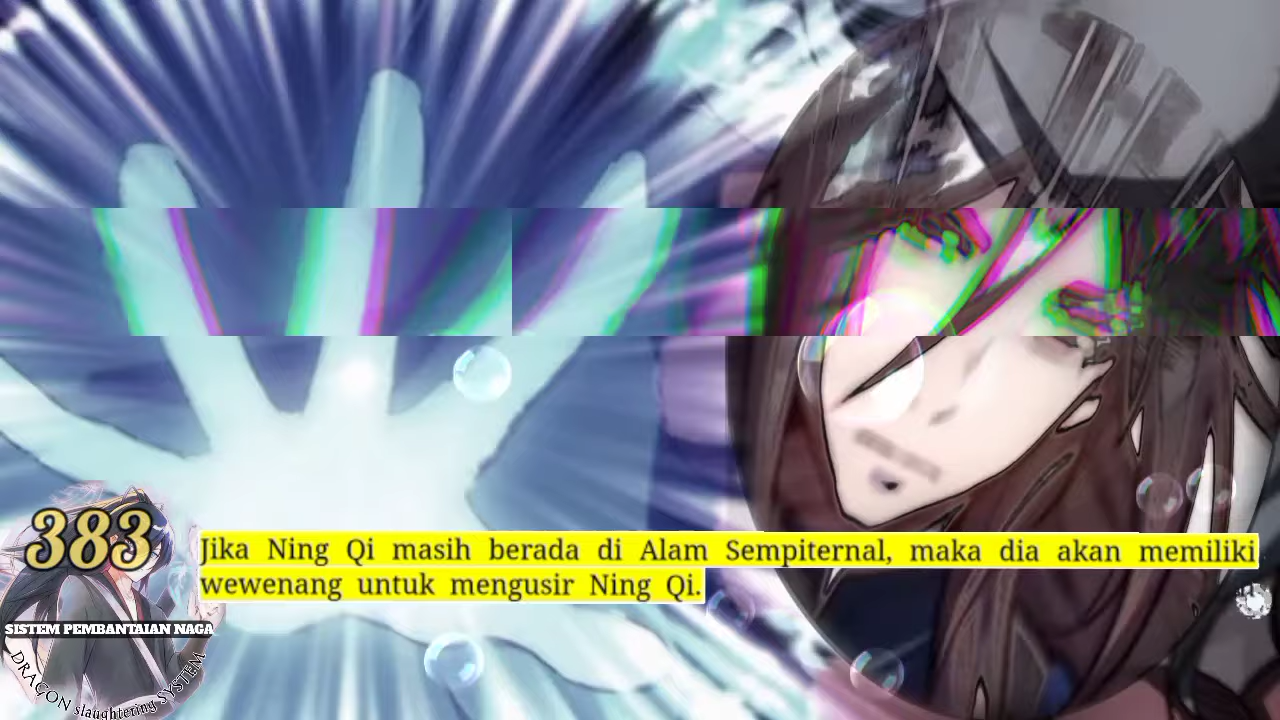 383
Jika Ning Qi masih berada di Alam Sempiternal, maka dia akan memiliki
wewenang untuk mengusir Ning Qi.
SISTEM PEMBANTAIAN NAGA
DRAGON slaughtering SYSTEM